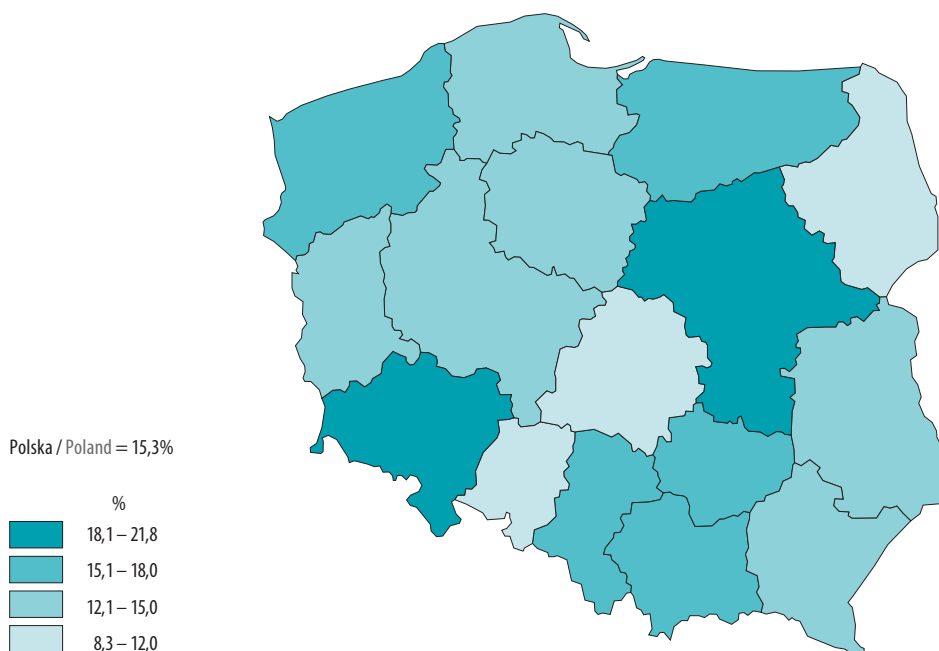 Polska / Poland = 15,3%
%
18,1 – 21,8
15,1 – 18,0
12,1 – 15,0
8,3 – 12,0